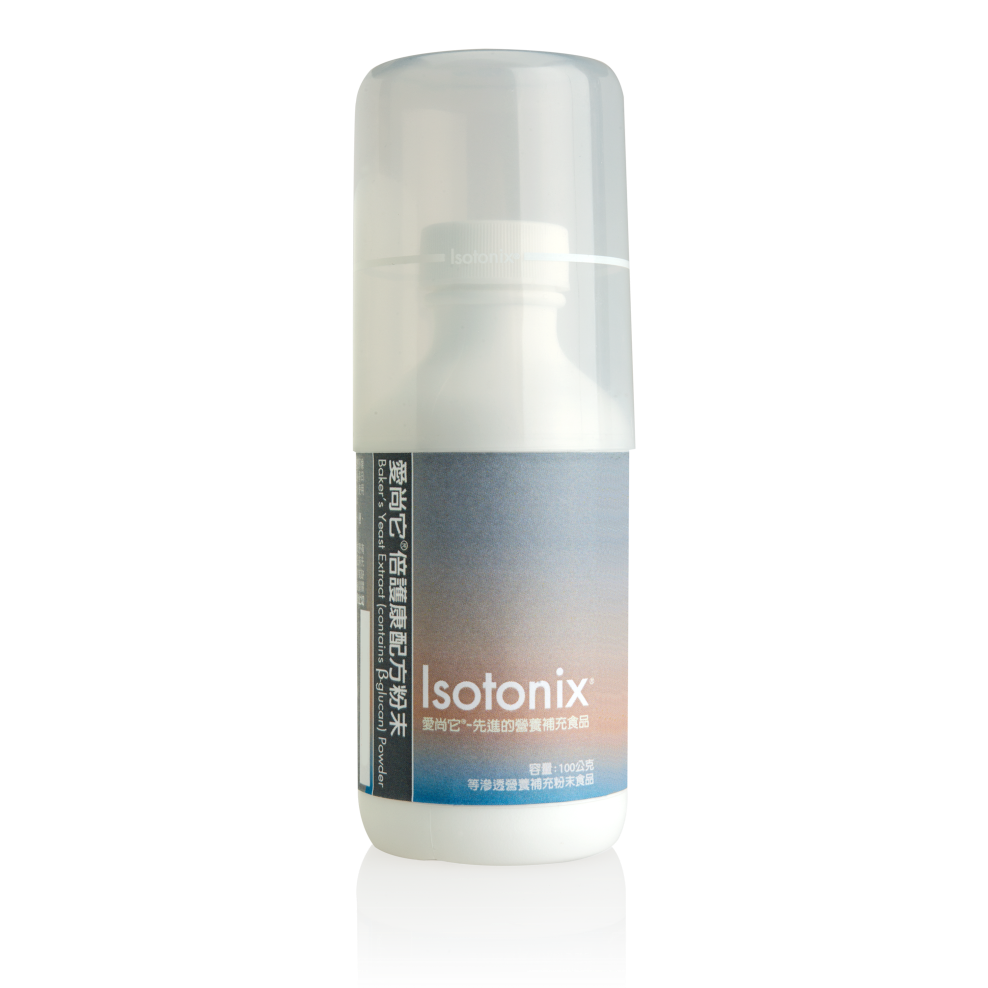 Isotonix
愛尚它®倍護康配方粉末
Baker's Yeast Extract (contains β-glucan) Powder
Isotonix®
愛尚它®-先進的營養補充食品
容量:100公克
等滲透營養補充粉末食品